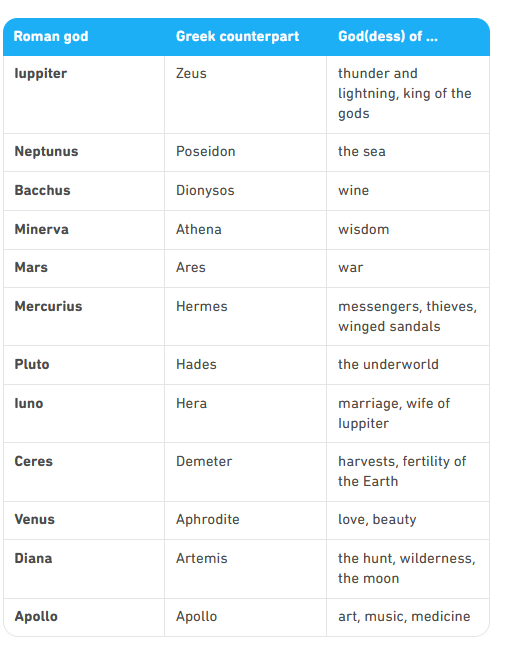 Roman god Greek counterpart God(dess) of ...
Iuppiter Zeus thunder and
lightning, king of the
gods
Neptunus Poseidon the sea
Bacchus Dionysos wine
Minerva Athena wisdom
Mars Ares war
Mercurius Hermes messengers, thieves,
winged sandals
Pluto Hades the underworld
Iuno Hera marriage, wife of
Iuppiter
Ceres Demeter harvests, fertility of
the Earth
Venus Aphrodite love, beauty
Diana Artemis the hunt, wilderness,
the moon
Apollo Apollo art, music, medicine